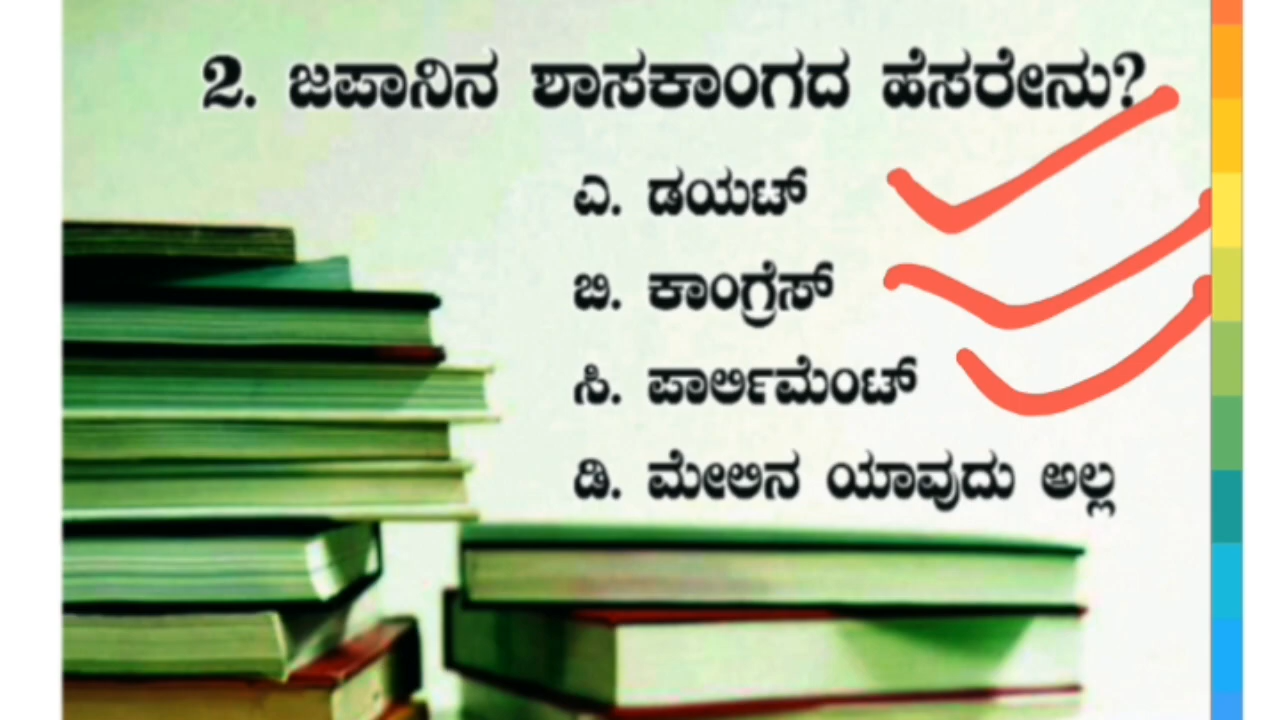 2. ಜಪಾನಿನ ಶಾಸಕಾಂಗದ ಹೆಸರೇನು?
ಎ. ಡಯಟ್
ಬಿ. ಕಾಂಗ್ರೆಸ್
ಸಿ. ಪಾರ್ಲಿಮೆಂಟ್
ಡಿ. ಮೇಲಿನ ಯಾವುದು ಅಲ್ಲ